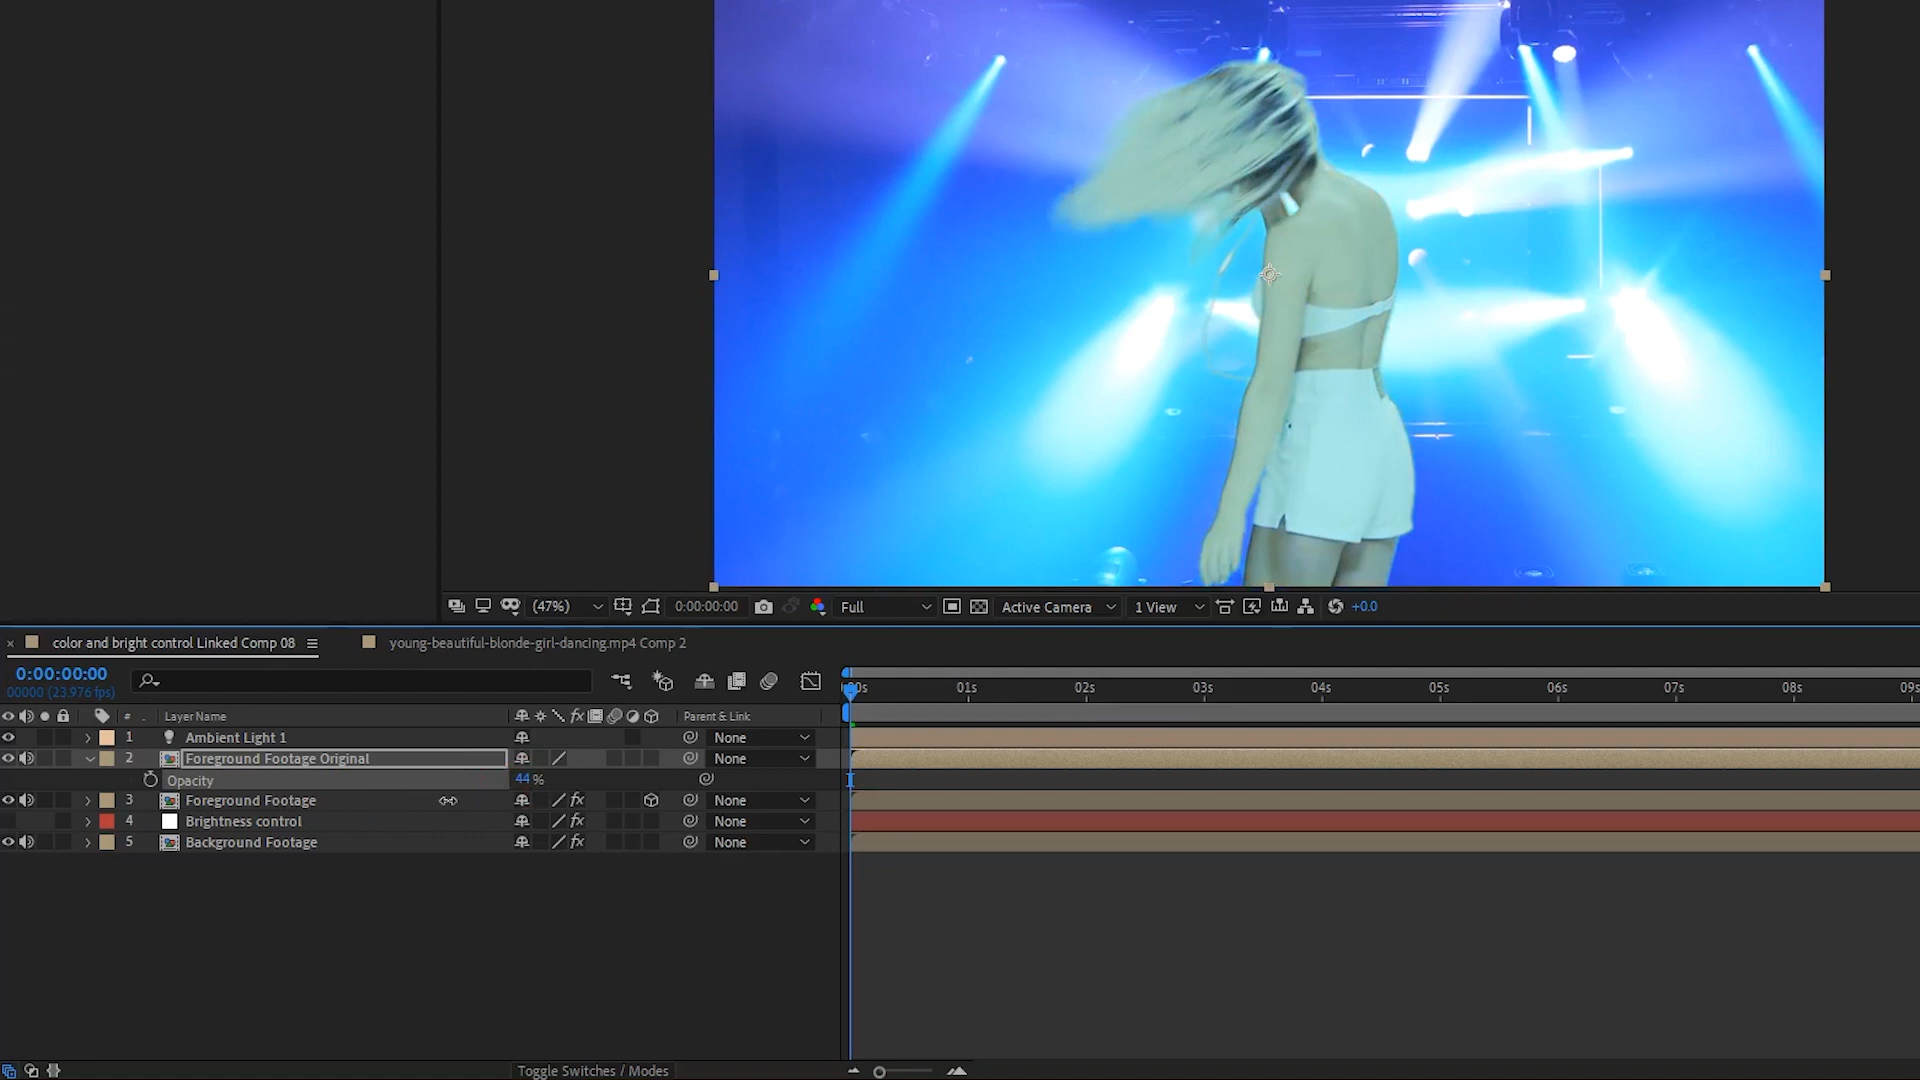 (47%) 0:00:00:00 Full Active Camera 1 View +0.0
color and bright control Linked Comp 08 young-beautiful-blonde-girl-dancing.mp4 Comp 2
0:00:00:00
00000 (23.976 fps)
00s 01s 02s 03s 04s 05s 06s 07s 08s 09s
# Layer Name fx Parent & Link
1 Ambient Light 1 None
2 Foreground Footage Original None
Opacity 44 %
3 Foreground Footage fx None
4 Brightness control fx None
5 Background Footage fx None
Toggle Switches / Modes